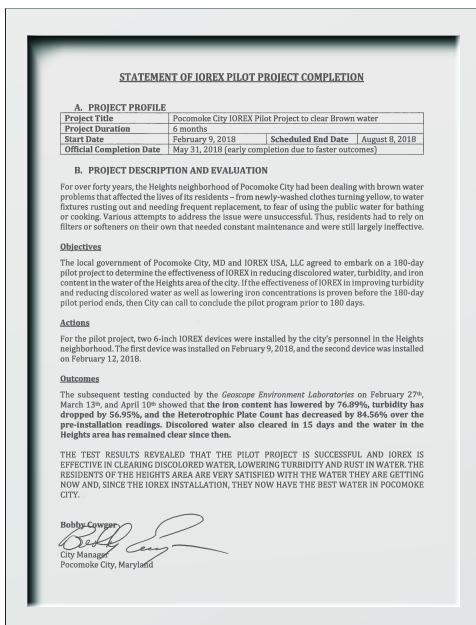 STATEMENT OF IOREX PILOT PROJECT COMPLETION
A. PROJECT PROFILE
Project Title Pocomoke City IOREX Pilot Project to clear Brown water
Project Duration 6 months
Start Date February 9, 2018 Scheduled End Date August 8, 2018
Official Completion Date May 31, 2018 (early completion due to faster outcomes)
B. PROJECT DESCRIPTION AND EVALUATION
For over forty years, the Heights neighborhood of Pocomoke City had been dealing with brown water
problems that affected the lives of its residents – from newly-washed clothes turning yellow, to water
fixtures rusting out and needing frequent replacement, to fear of using the public water for bathing
or cooking. Various attempts to address the issue were unsuccessful. Thus, residents had to rely on
filters or softeners on their own that needed constant maintenance and were still largely ineffective.
Objectives
The local government of Pocomoke City, MD and IOREX USA, LLC agreed to embark on a 180-day
pilot project to determine the effectiveness of IOREX in reducing discolored water, turbidity, and iron
content in the water of the Heights area of the city. If the effectiveness of IOREX in improving turbidity
and reducing discolored water as well as lowering iron concentrations is proven before the 180-day
pilot period ends, then City can call to conclude the pilot program prior to 180 days.
Actions
For the pilot project, two 6-inch IOREX devices were installed by the city's personnel in the Heights
neighborhood. The first device was installed on February 9, 2018, and the second device was installed
on February 12, 2018.
Outcomes
The subsequent testing conducted by the Geoscope Environment Laboratories on February 27th,
March 13th, and April 10th showed that the iron content has lowered by 76.89%, turbidity has
dropped by 56.95%, and the Heterotrophic Plate Count has decreased by 84.56% over the
pre-installation readings. Discolored water also cleared in 15 days and the water in the
Heights area has remained clear since then.
THE TEST RESULTS REVEALED THAT THE PILOT PROJECT IS SUCCESSFUL AND IOREX IS
EFFECTIVE IN CLEARING DISCOLORED WATER, LOWERING TURBIDITY AND RUST IN WATER. THE
RESIDENTS OF THE HEIGHTS AREA ARE VERY SATISFIED WITH THE WATER THEY ARE GETTING
NOW AND, SINCE THE IOREX INSTALLATION, THEY NOW HAVE THE BEST WATER IN POCOMOKE
CITY.
Bobby Cowger
City Manager
Pocomoke City, Maryland